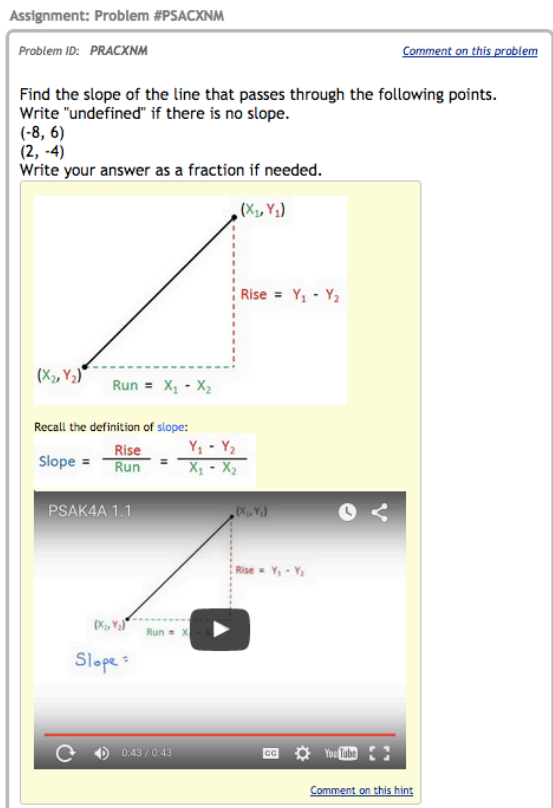 Assignment: Problem #PSACXNM
Problem ID: PRACXNM
Comment on this problem
Find the slope of the line that passes through the following points.
Write "undefined" if there is no slope.
(-8, 6)
(2, -4)
Write your answer as a fraction if needed.
(X₁, Y₁)
Rise = Y₁ - Y₂
(X₂, Y₂)
Run = X₁ - X₂
Recall the definition of slope:
Slope = Rise / Run = Y₁ - Y₂ / X₁ - X₂
PSAK4A 1.1
(X₁, Y₁)
Rise = Y₁ - Y₂
(X₂, Y₂)
Run = X
Slope =
0:43 / 0:43
CC
YouTube
Comment on this hint